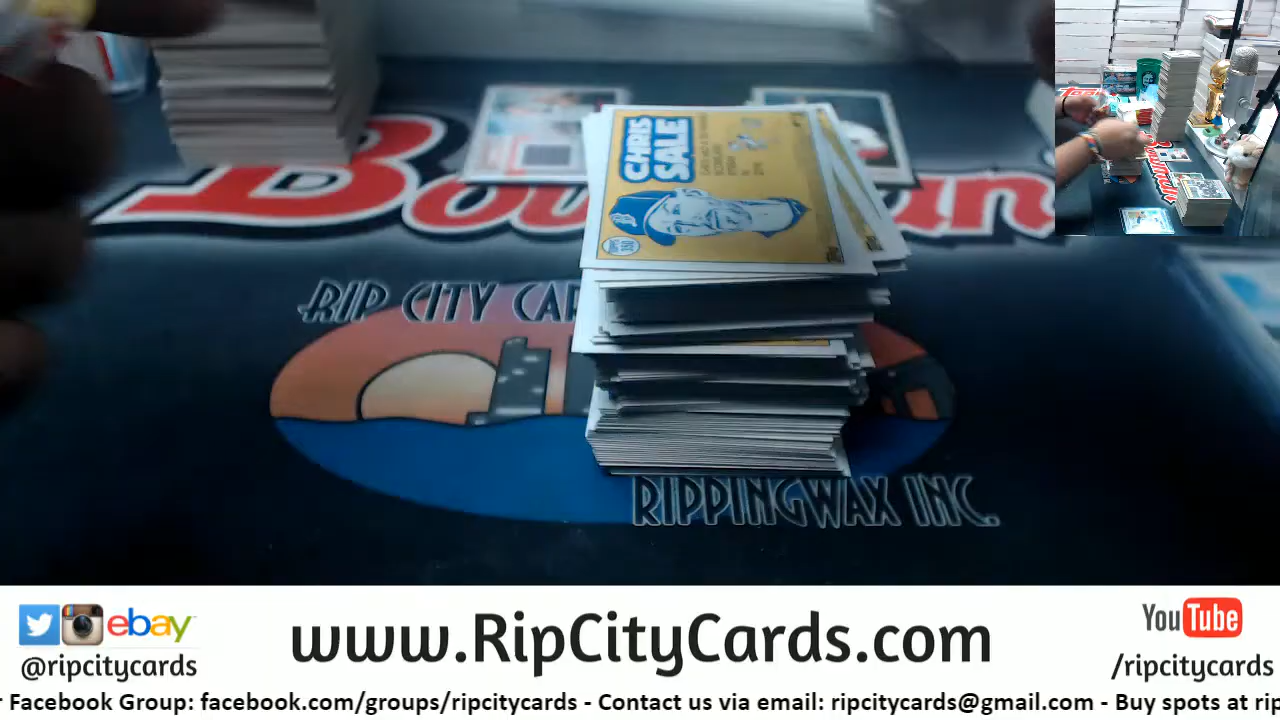 CHRIS
SALE
Bowman
RIP CITY CAR
RIPPINGWAX INC.
ebay
@ripcitycards
www.RipCityCards.com
YouTube
/ripcitycards
r Facebook Group: facebook.com/groups/ripcitycards - Contact us via email: ripcitycards@gmail.com - Buy spots at rip